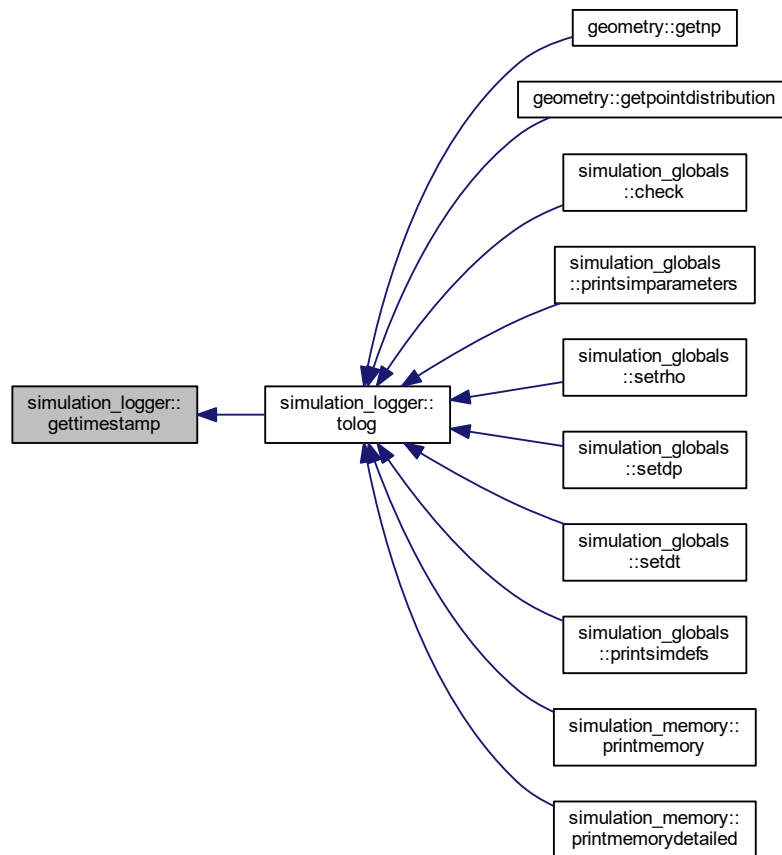 geometry::getnp
geometry::getpointdistribution
simulation_globals
::check
simulation_globals
::printsimparameters
simulation_globals
::setrho
simulation_logger::
gettimestamp
simulation_logger::
tolog
simulation_globals
::setdp
simulation_globals
::setdt
simulation_globals
::printsimdefs
simulation_memory::
printmemory
simulation_memory::
printmemorydetailed